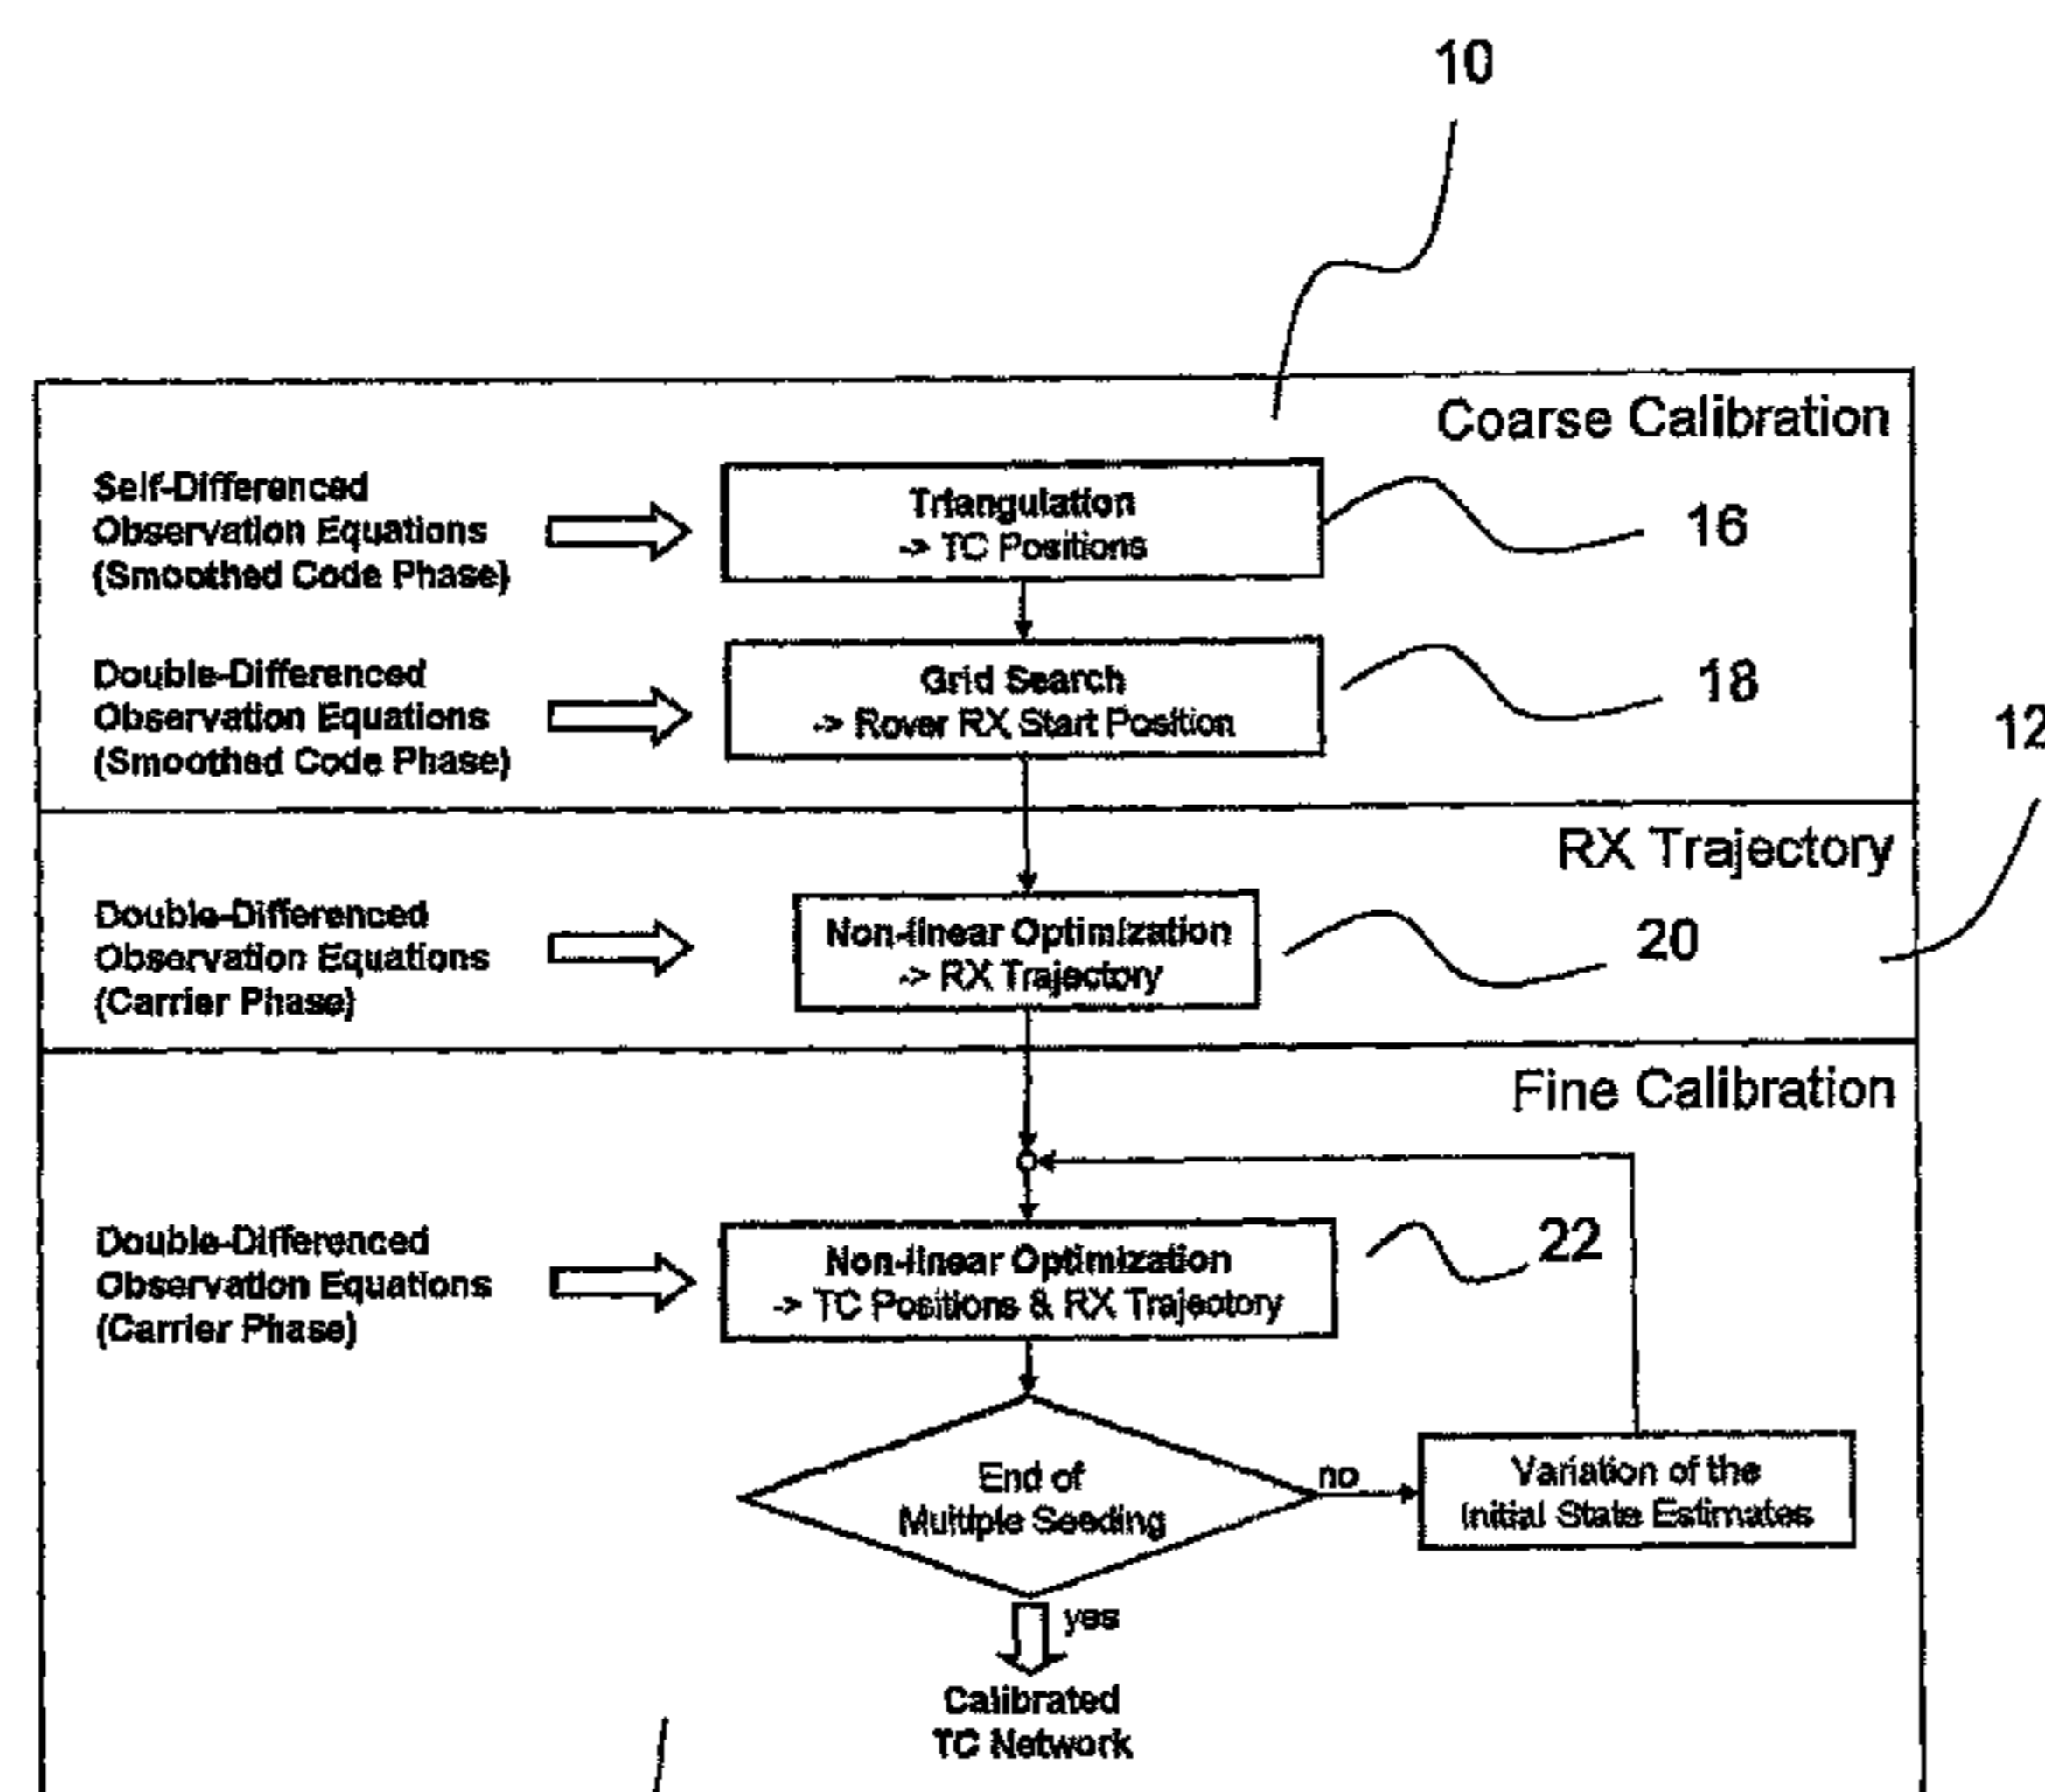 10
Coarse Calibration
Self-Differenced
Observation Equations
(Smoothed Code Phase)
Triangulation
-> TC Positions
16
Double-Differenced
Observation Equations
(Smoothed Code Phase)
Grid Search
-> Rover RX Start Position
18
12
RX Trajectory
Double-Differenced
Observation Equations
(Carrier Phase)
Non-linear Optimization
-> RX Trajectory
20
Fine Calibration
Double-Differenced
Observation Equations
(Carrier Phase)
Non-linear Optimization
-> TC Positions & RX Trajectory
22
End of
Multiple Seeding
no
Variation of the
Initial State Estimates
yes
Calibrated
TC Network